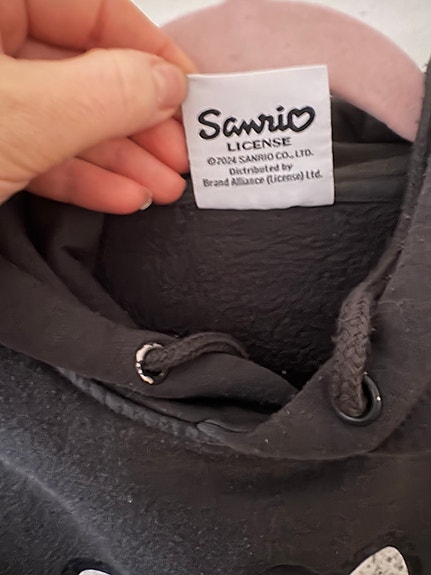 Sanrio
LICENSE
©2024 SANRIO CO., LTD.
Distributed by
Brand Alliance (License) Ltd.